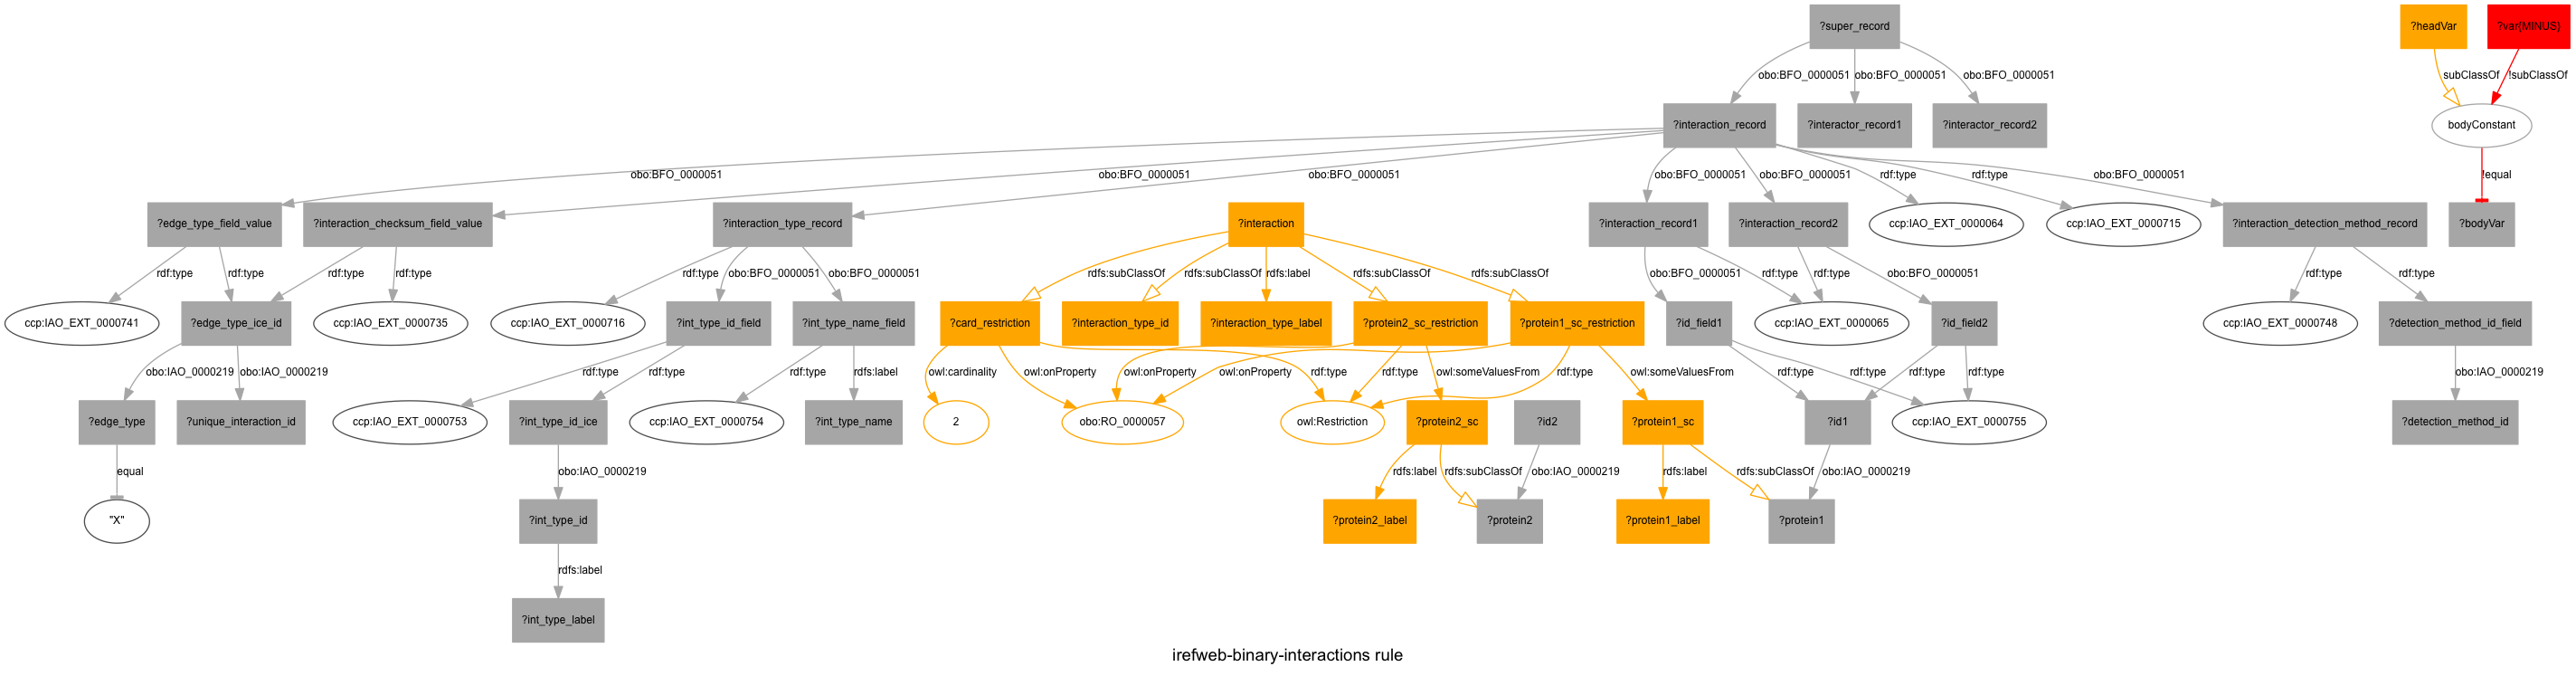 ?super_record
?headVar
?var{MINUS}
obo:BFO_0000051
obo:BFO_0000051
obo:BFO_0000051
subClassOf
!subClassOf
?interaction_record
?interactor_record1
?interactor_record2
bodyConstant
obo:BFO_0000051
obo:BFO_0000051
obo:BFO_0000051
obo:BFO_0000051
obo:BFO_0000051
rdf:type
rdf:type
obo:BFO_0000051
!equal
?edge_type_field_value
?interaction_checksum_field_value
?interaction_type_record
?interaction
?interaction_record1
?interaction_record2
ccp:IAO_EXT_0000064
ccp:IAO_EXT_0000715
?interaction_detection_method_record
?bodyVar
rdf:type
rdf:type
rdf:type
rdf:type
rdf:type
obo:BFO_0000051
obo:BFO_0000051
rdfs:subClassOf
rdfs:subClassOf
rdfs:label
rdfs:subClassOf
rdfs:subClassOf
obo:BFO_0000051
rdf:type
rdf:type
obo:BFO_0000051
rdf:type
rdf:type
ccp:IAO_EXT_0000741
?edge_type_ice_id
ccp:IAO_EXT_0000735
ccp:IAO_EXT_0000716
?int_type_id_field
?int_type_name_field
?card_restriction
?interaction_type_id
?interaction_type_label
?protein2_sc_restriction
?protein1_sc_restriction
?id_field1
ccp:IAO_EXT_0000065
?id_field2
ccp:IAO_EXT_0000748
?detection_method_id_field
obo:IAO_0000219
obo:IAO_0000219
rdf:type
rdf:type
rdf:type
rdfs:label
owl:cardinality
owl:onProperty
owl:onProperty
owl:onProperty
rdf:type
rdf:type
owl:someValuesFrom
rdf:type
owl:someValuesFrom
rdf:type
rdf:type
rdf:type
rdf:type
obo:IAO_0000219
?edge_type
?unique_interaction_id
ccp:IAO_EXT_0000753
?int_type_id_ice
ccp:IAO_EXT_0000754
?int_type_name
2
obo:RO_0000057
owl:Restriction
?protein2_sc
?id2
?protein1_sc
?id1
ccp:IAO_EXT_0000755
?detection_method_id
equal
obo:IAO_0000219
rdfs:label
rdfs:subClassOf
obo:IAO_0000219
rdfs:label
rdfs:subClassOf
obo:IAO_0000219
"X"
?int_type_id
?protein2_label
?protein2
?protein1_label
?protein1
rdfs:label
?int_type_label
irefweb-binary-interactions rule